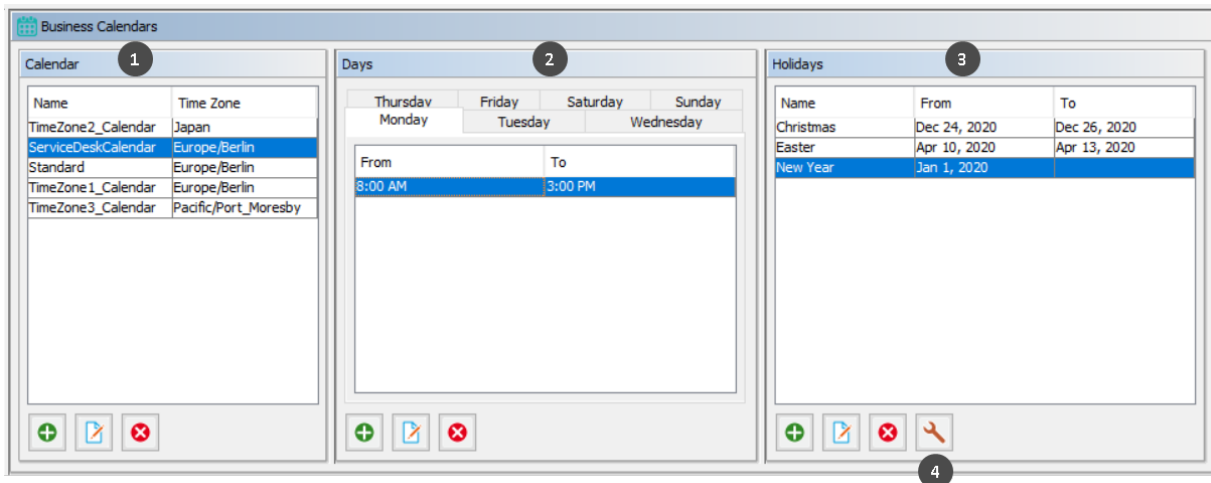 Business Calendars
Calendar 1
Name Time Zone
TimeZone2_Calendar Japan
ServiceDeskCalendar Europe/Berlin
Standard Europe/Berlin
TimeZone1_Calendar Europe/Berlin
TimeZone3_Calendar Pacific/Port_Moresby
Days 2
Thursday Friday Saturday Sunday
Monday Tuesday Wednesday
From To
8:00 AM 3:00 PM
Holidays 3
Name From To
Christmas Dec 24, 2020 Dec 26, 2020
Easter Apr 10, 2020 Apr 13, 2020
New Year Jan 1, 2020
4